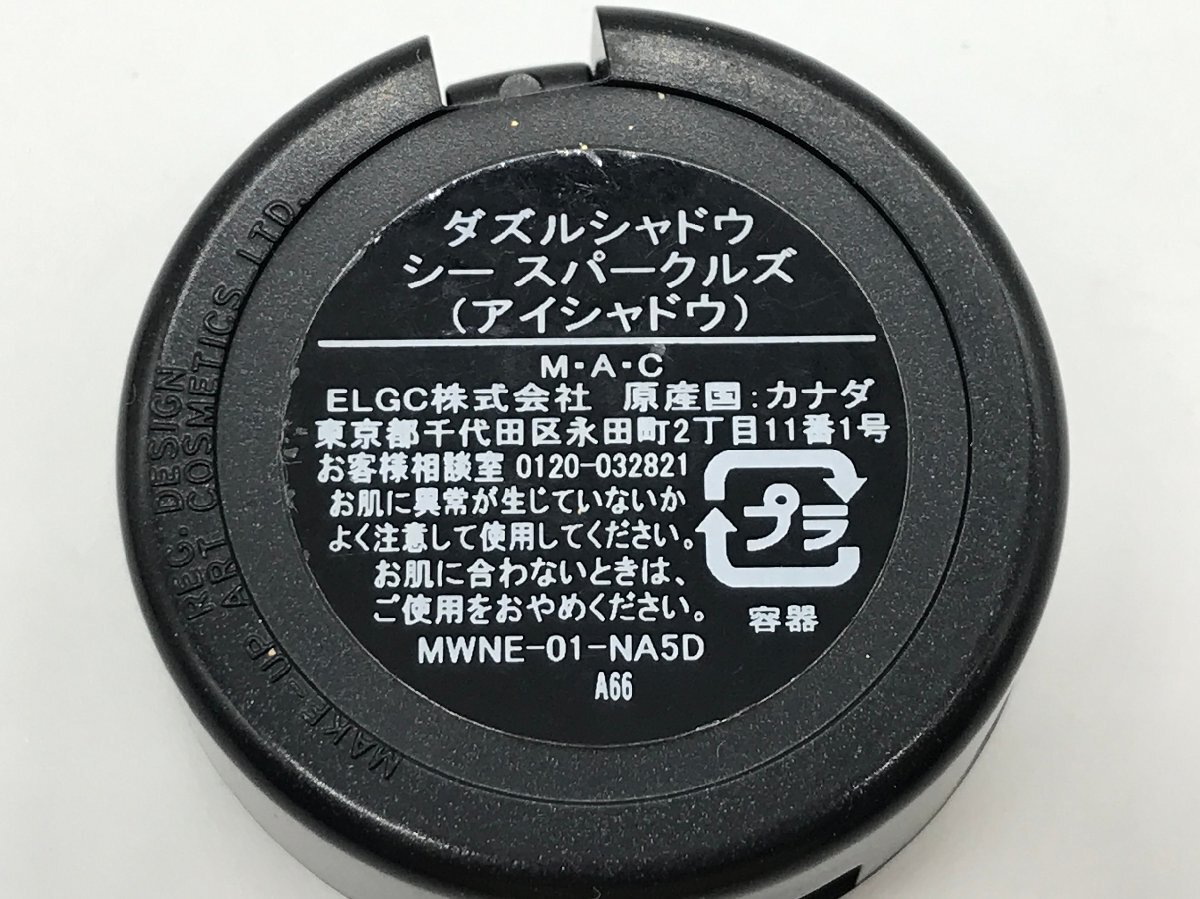 ダズルシャドウ
シー スパークルズ
(アイシャドウ)
M・A・C
ELGC株式会社 原産国:カナダ
東京都千代田区永田町2丁目11番1号
お客様相談室 0120-032821
お肌に異常が生じていないか
よく注意して使用してください。
お肌に合わないときは、
ご使用をおやめください。
プラ
容器
MWNE-01-NA5D
A66
REG. DESIGN
MAKE-UP ART COSMETICS LTD.